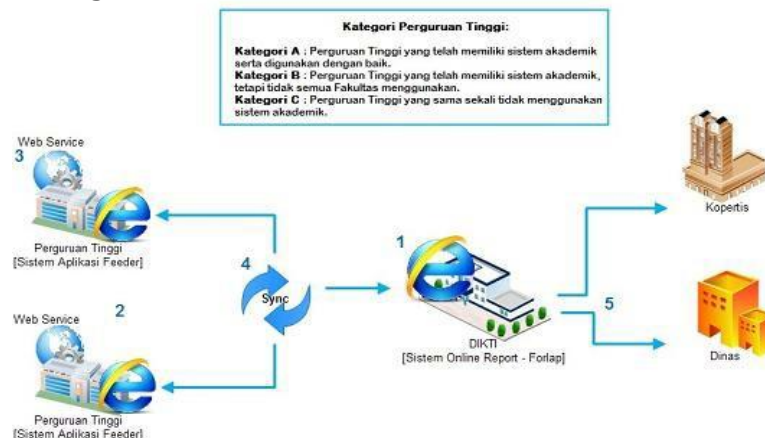 Kategori Perguruan Tinggi:
Kategori A : Perguruan Tinggi yang telah memiliki sistem akademik
serta digunakan dengan baik.
Kategori B : Perguruan Tinggi yang telah memiliki sistem akademik,
tetapi tidak semua Fakultas menggunakan.
Kategori C : Perguruan Tinggi yang sama sekali tidak menggunakan
sistem akademik.
Web Service
3
Perguruan Tinggi
[Sistem Aplikasi Feeder]
4
Sync
1
DIKTI
[Sistem Online Report - Forlap]
Kopertis
5
Dinas
2
Web Service
Perguruan Tinggi
[Sistem Aplikasi Feeder]